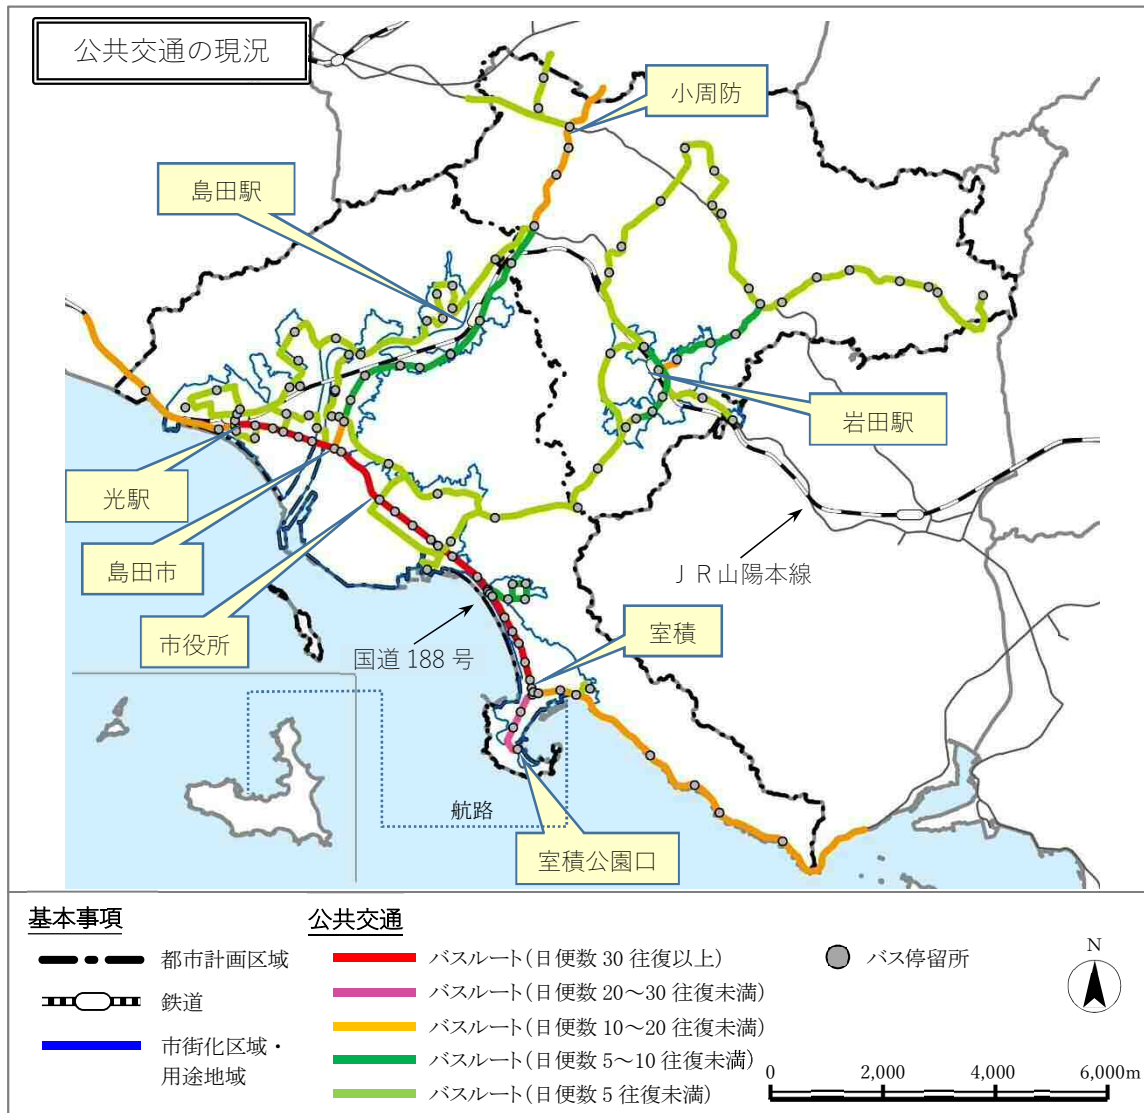 公共交通の現況
小周防
島田駅
岩田駅
光駅
島田市
ＪＲ山陽本線
市役所
国道 188 号
室積
航路
室積公園口
基本事項
都市計画区域
鉄道
市街化区域・
用途地域
公共交通
バスルート（日便数 30 往復以上）
バスルート（日便数 20～30 往復未満）
バスルート（日便数 10～20 往復未満）
バスルート（日便数 5～10 往復未満）
バスルート（日便数 5 往復未満）
バス停留所
N
0 2,000 4,000 6,000m